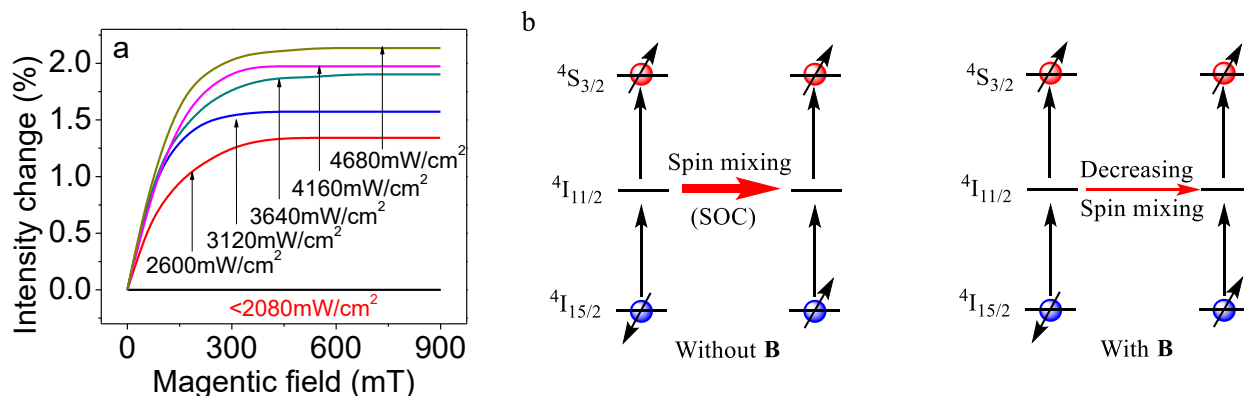 a
Intensity change (%)
2.0
1.5
1.0
0.5
0.0
4680mW/cm²
4160mW/cm²
3640mW/cm²
3120mW/cm²
2600mW/cm²
<2080mW/cm²
0 300 600 900
Magentic field (mT)
b
⁴S₃/₂
⁴I₁₁/₂
⁴I₁₅/₂
Spin mixing
(SOC)
Without B
⁴S₃/₂
⁴I₁₁/₂
⁴I₁₅/₂
Decreasing
Spin mixing
With B